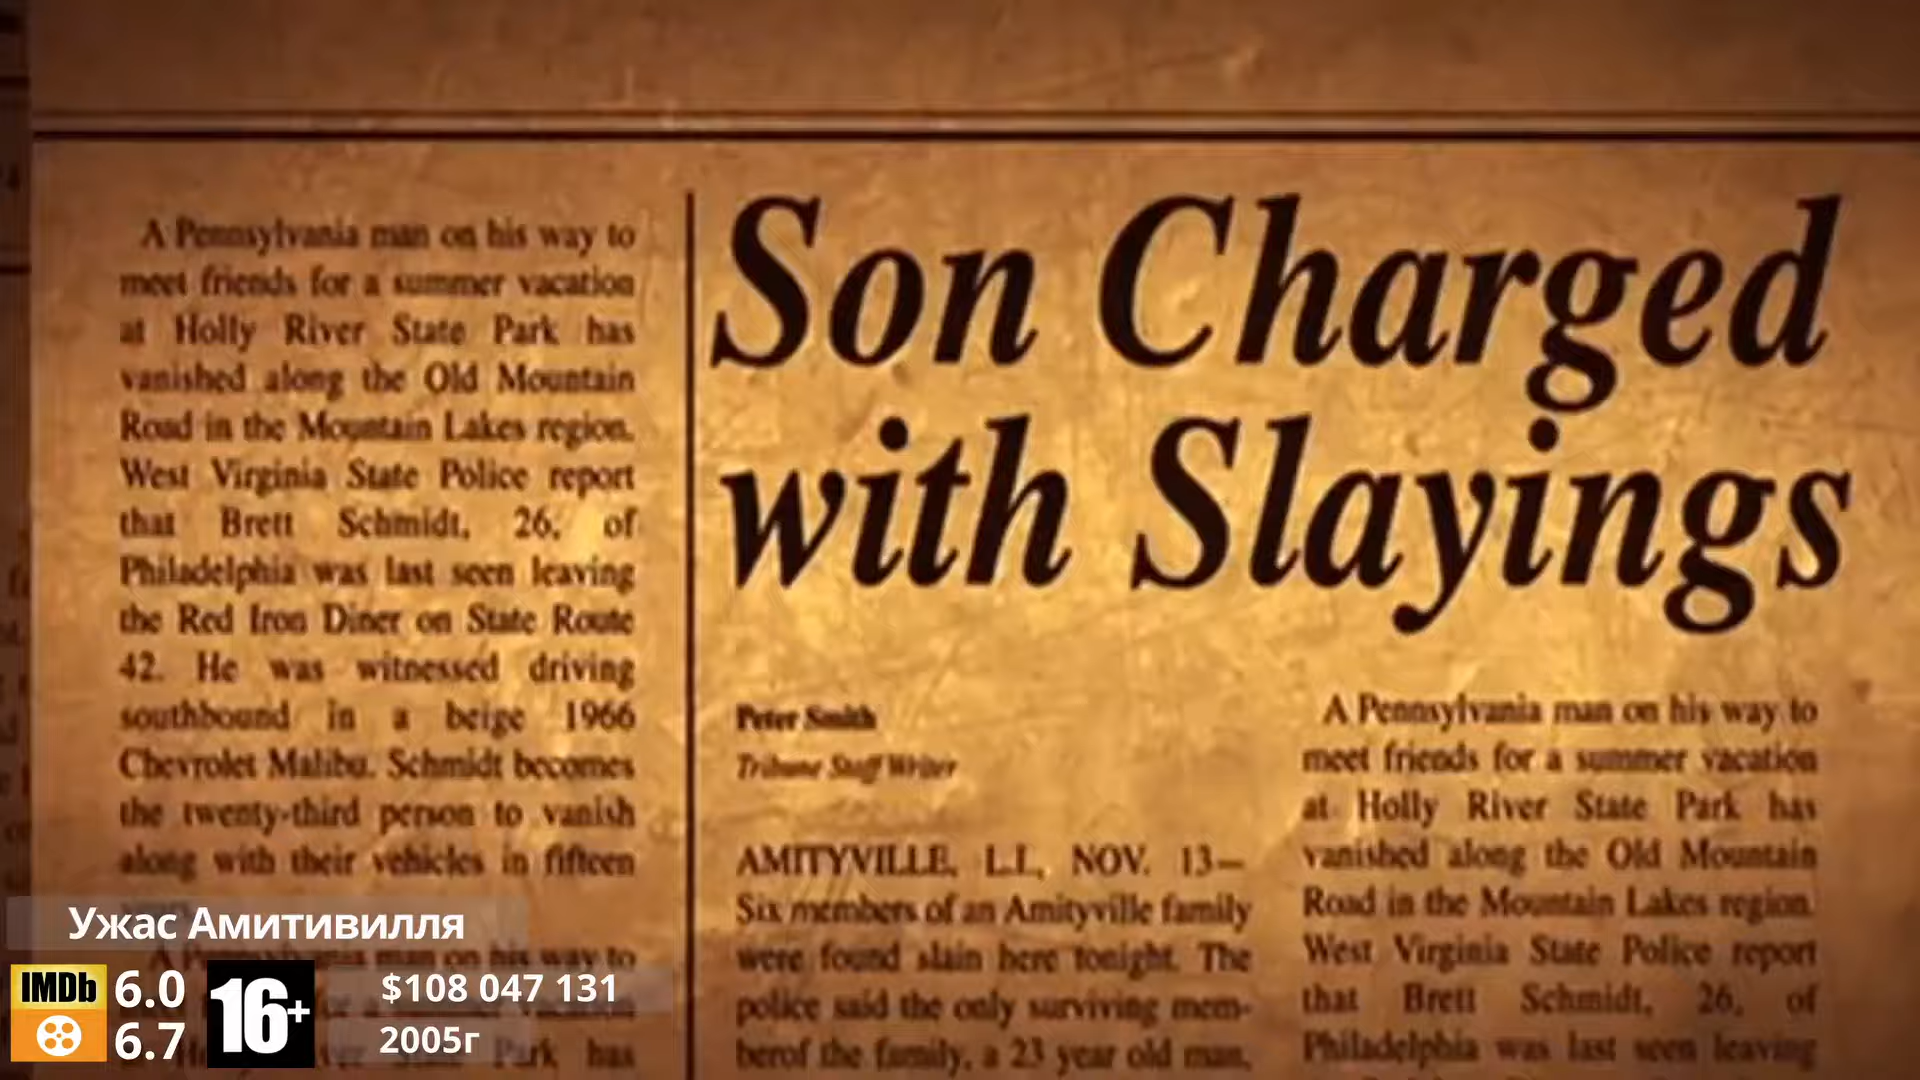 A Pennsylvania man on his way to
meet friends for a summer vacation
at Holly River State Park has
vanished along the Old Mountain
Road in the Mountain Lakes region.
West Virginia State Police report
that Brett Schmidt, 26, of
Philadelphia was last seen leaving
the Red Iron Diner on State Route
42. He was witnessed driving
southbound in a beige 1966
Chevrolet Malibu. Schmidt becomes
the twenty-third person to vanish
along with their vehicles in fifteen
man on his way to
Park has
Son Charged
with Slayings
Peter Smith
Tribune Staff Writer
AMITYVILLE, L.I., NOV. 13—
Six members of an Amityville family
were found slain here tonight. The
police said the only surviving mem-
berof the family, a 23 year old man,
A Pennsylvania man on his way to
meet friends for a summer vacation
at Holly River State Park has
vanished along the Old Mountain
Road in the Mountain Lakes region.
West Virginia State Police report
that Brett Schmidt, 26, of
Philadelphia was last seen leaving
Ужас Амитивилля
IMDb 6.0
6.7
16+
$108 047 131
2005г